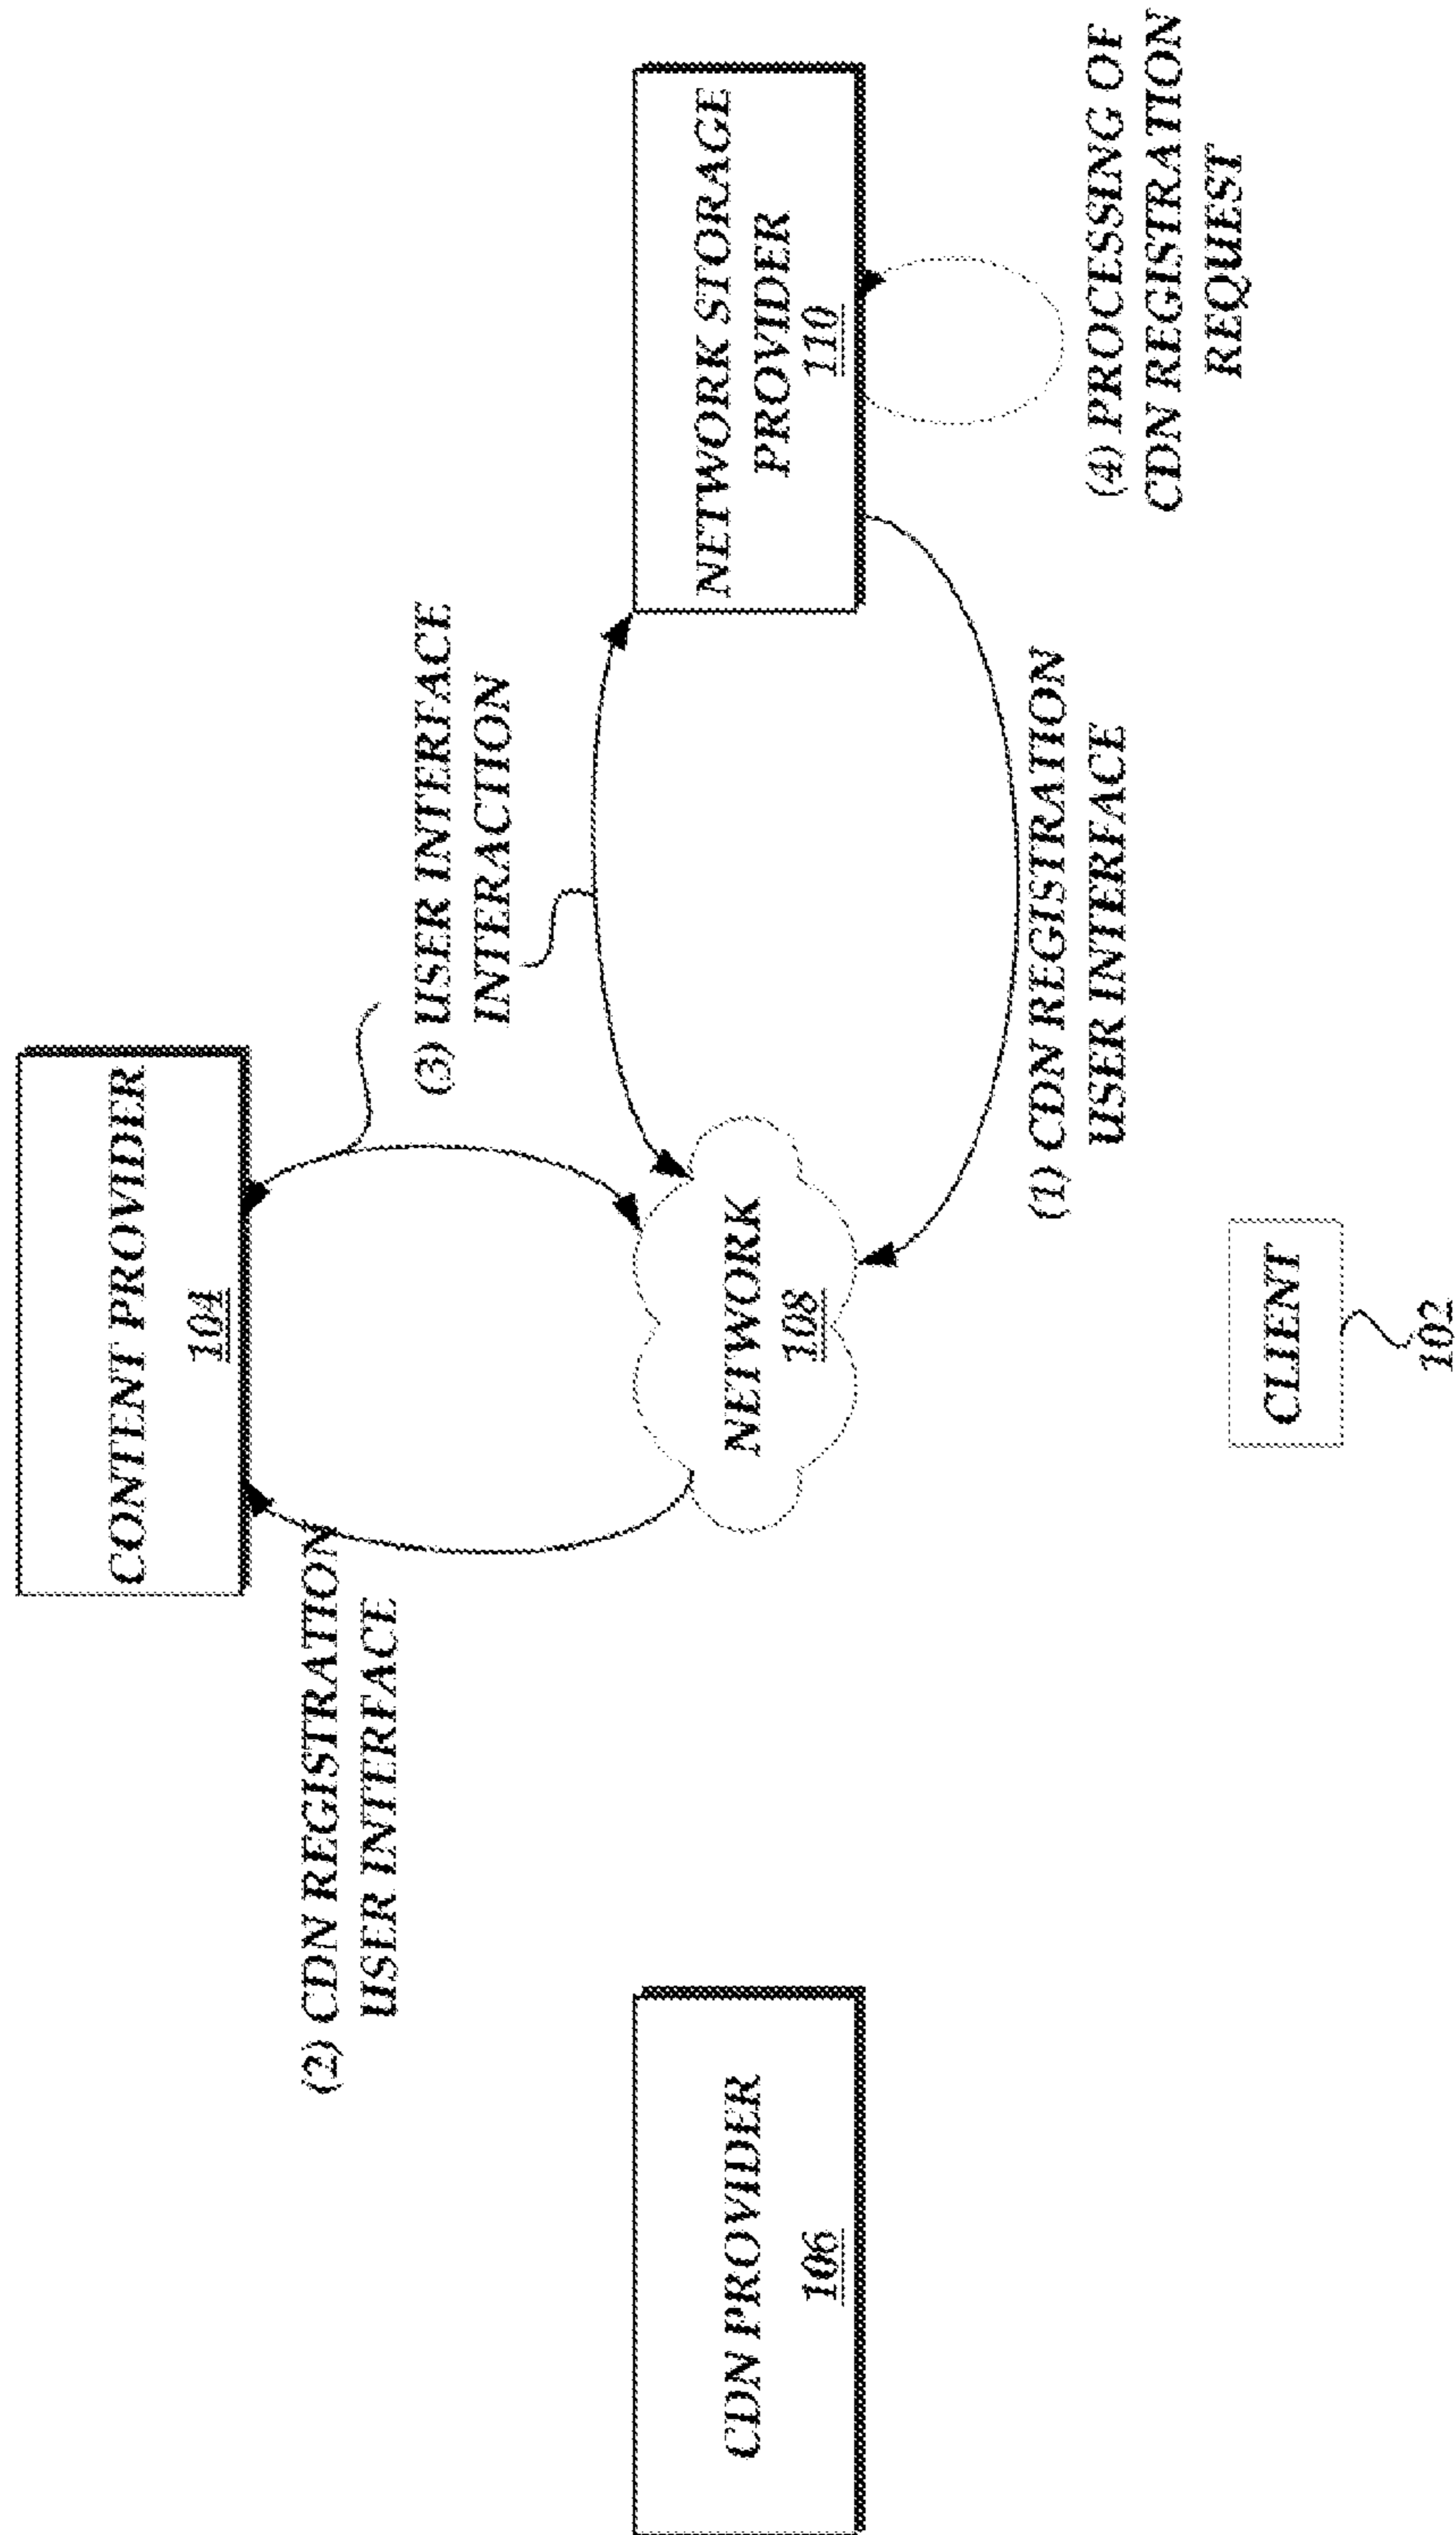 CONTENT PROVIDER
104
(2) CDN REGISTRATION
USER INTERFACE
(3) USER INTERFACE
INTERACTION
CDN PROVIDER
106
NETWORK
108
NETWORK STORAGE
PROVIDER
110
(1) CDN REGISTRATION
USER INTERFACE
(4) PROCESSING OF
CDN REGISTRATION
REQUEST
CLIENT
102